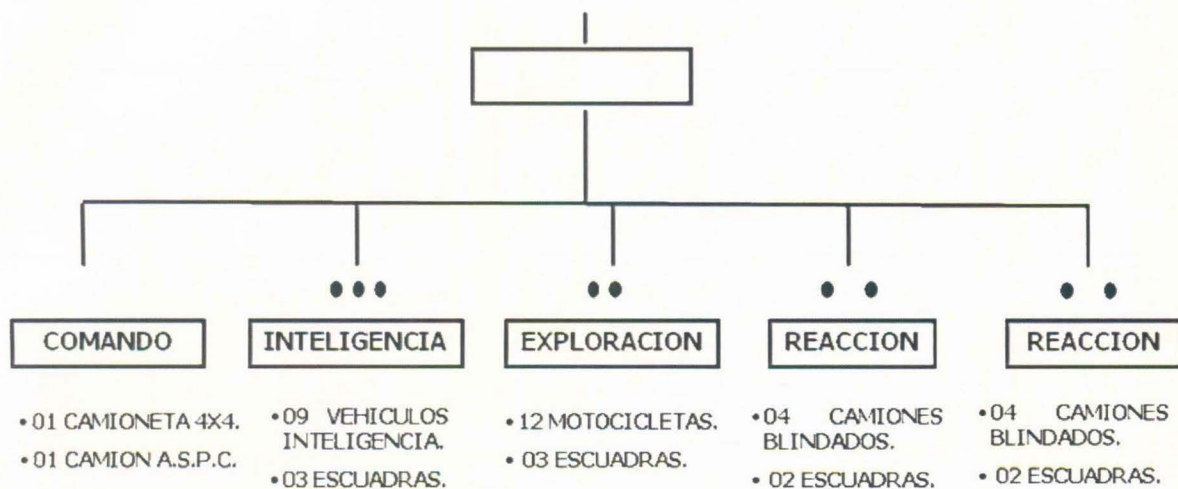 COMANDO
INTELIGENCIA
EXPLORACION
REACCION
REACCION
• 01 CAMIONETA 4X4.
• 01 CAMION A.S.P.C.
• 09 VEHICULOS
INTELIGENCIA.
• 03 ESCUADRAS.
• 12 MOTOCICLETAS.
• 03 ESCUADRAS.
• 04 CAMIONES
BLINDADOS.
• 02 ESCUADRAS.
• 04 CAMIONES
BLINDADOS.
• 02 ESCUADRAS.